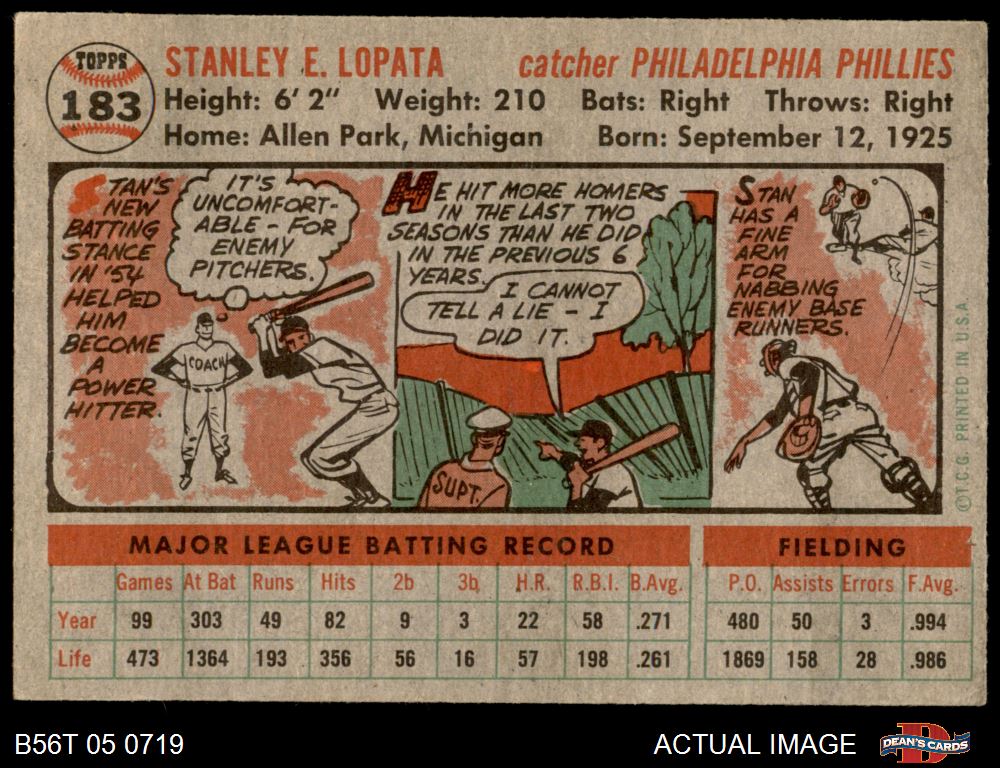 TOPPS
183
STANLEY E. LOPATA catcher PHILADELPHIA PHILLIES
Height: 6' 2" Weight: 210 Bats: Right Throws: Right
Home: Allen Park, Michigan Born: September 12, 1925
STAN'S
NEW
BATTING
STANCE
IN '54
HELPED
HIM
BECOME
A
POWER
HITTER.
IT'S
UNCOMFORT-
ABLE - FOR
ENEMY
PITCHERS.
COACH
HE HIT MORE HOMERS
IN THE LAST TWO
SEASONS THAN HE DID
IN THE PREVIOUS 6
YEARS.
I CANNOT
TELL A LIE - I
DID IT.
SUPT.
STAN
HAS A
FINE
ARM
FOR
NABBING
ENEMY BASE
RUNNERS.
©T.C.G. PRINTED IN U.S.A.
MAJOR LEAGUE BATTING RECORD FIELDING
Games At Bat Runs Hits 2b 3b H.R. R.B.I. B.Avg. P.O. Assists Errors F.Avg.
Year 99 303 49 82 9 3 22 58 .271 480 50 3 .994
Life 473 1364 193 356 56 16 57 198 .261 1869 158 28 .986
B56T 05 0719 ACTUAL IMAGE
DEAN'S CARDS